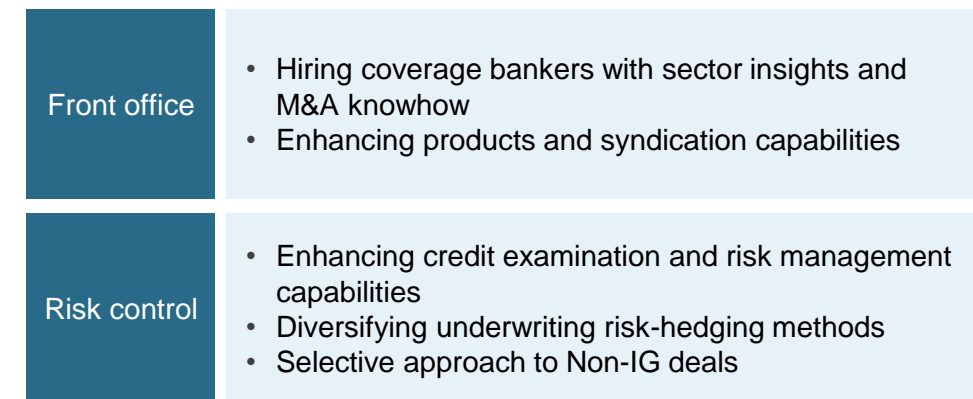 Front office
• Hiring coverage bankers with sector insights and
M&A knowhow
• Enhancing products and syndication capabilities
Risk control
• Enhancing credit examination and risk management
capabilities
• Diversifying underwriting risk-hedging methods
• Selective approach to Non-IG deals